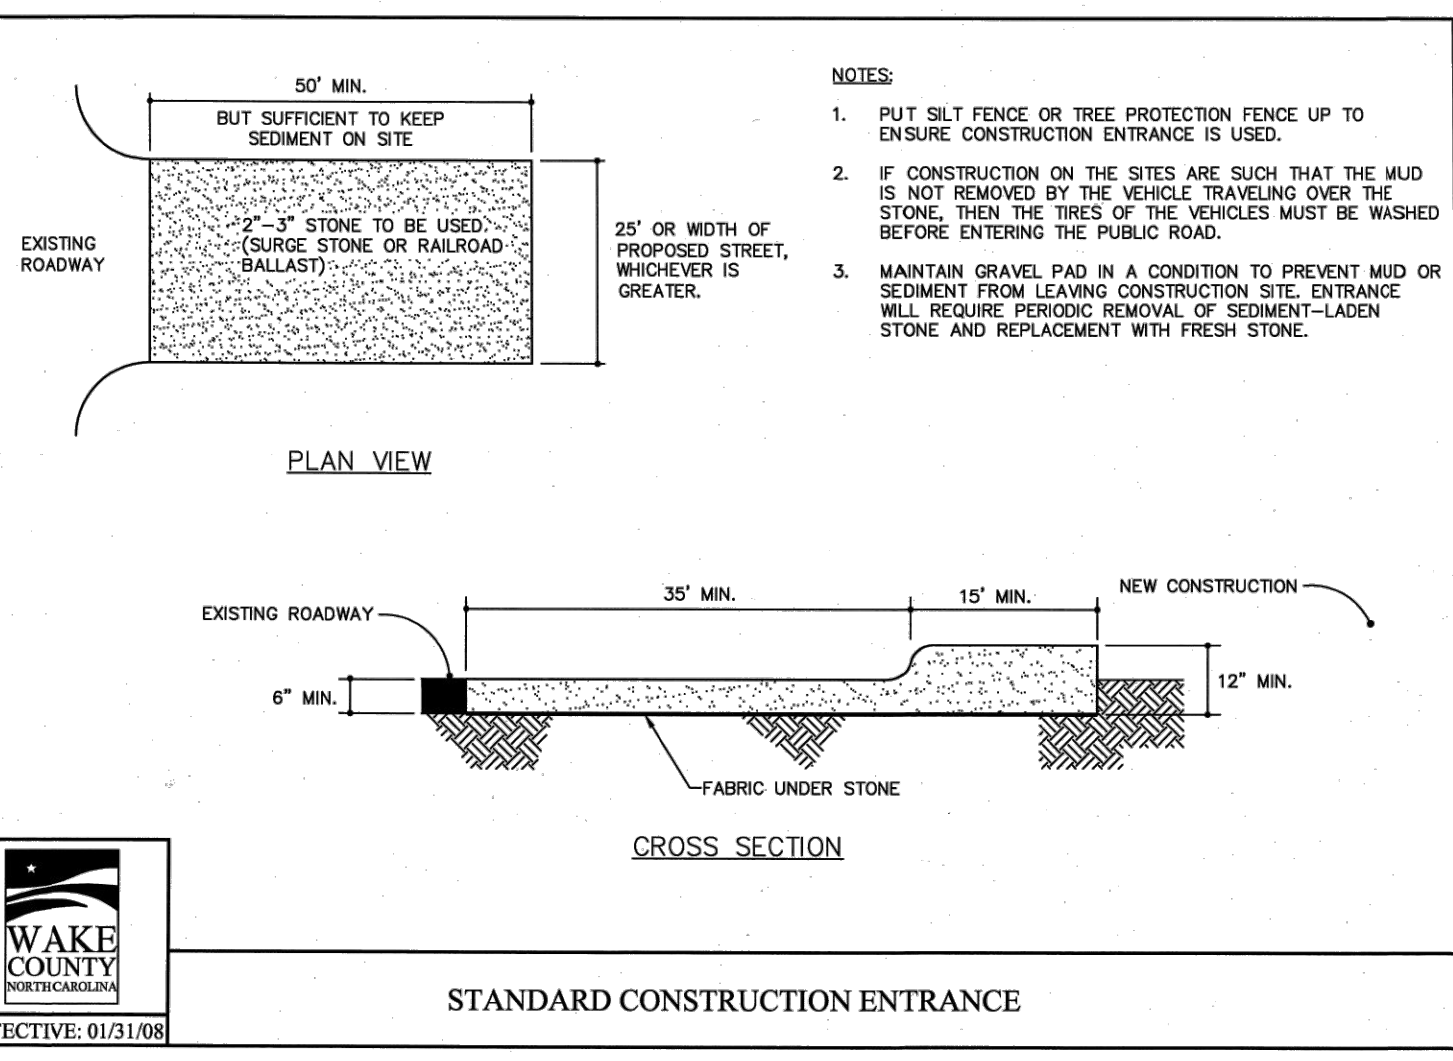 50' MIN.
BUT SUFFICIENT TO KEEP
SEDIMENT ON SITE
2"-3" STONE TO BE USED.
(SURGE STONE OR RAILROAD
BALLAST)
EXISTING
ROADWAY
25' OR WIDTH OF
PROPOSED STREET,
WHICHEVER IS
GREATER.
PLAN VIEW
NOTES:
1. PUT SILT FENCE OR TREE PROTECTION FENCE UP TO
ENSURE CONSTRUCTION ENTRANCE IS USED.
2. IF CONSTRUCTION ON THE SITES ARE SUCH THAT THE MUD
IS NOT REMOVED BY THE VEHICLE TRAVELING OVER THE
STONE, THEN THE TIRES OF THE VEHICLES MUST BE WASHED
BEFORE ENTERING THE PUBLIC ROAD.
3. MAINTAIN GRAVEL PAD IN A CONDITION TO PREVENT MUD OR
SEDIMENT FROM LEAVING CONSTRUCTION SITE. ENTRANCE
WILL REQUIRE PERIODIC REMOVAL OF SEDIMENT-LADEN
STONE AND REPLACEMENT WITH FRESH STONE.
EXISTING ROADWAY
35' MIN.
15' MIN.
NEW CONSTRUCTION
6" MIN.
12" MIN.
FABRIC UNDER STONE
CROSS SECTION
WAKE
COUNTY
NORTH CAROLINA
ECTIVE: 01/31/08
STANDARD CONSTRUCTION ENTRANCE